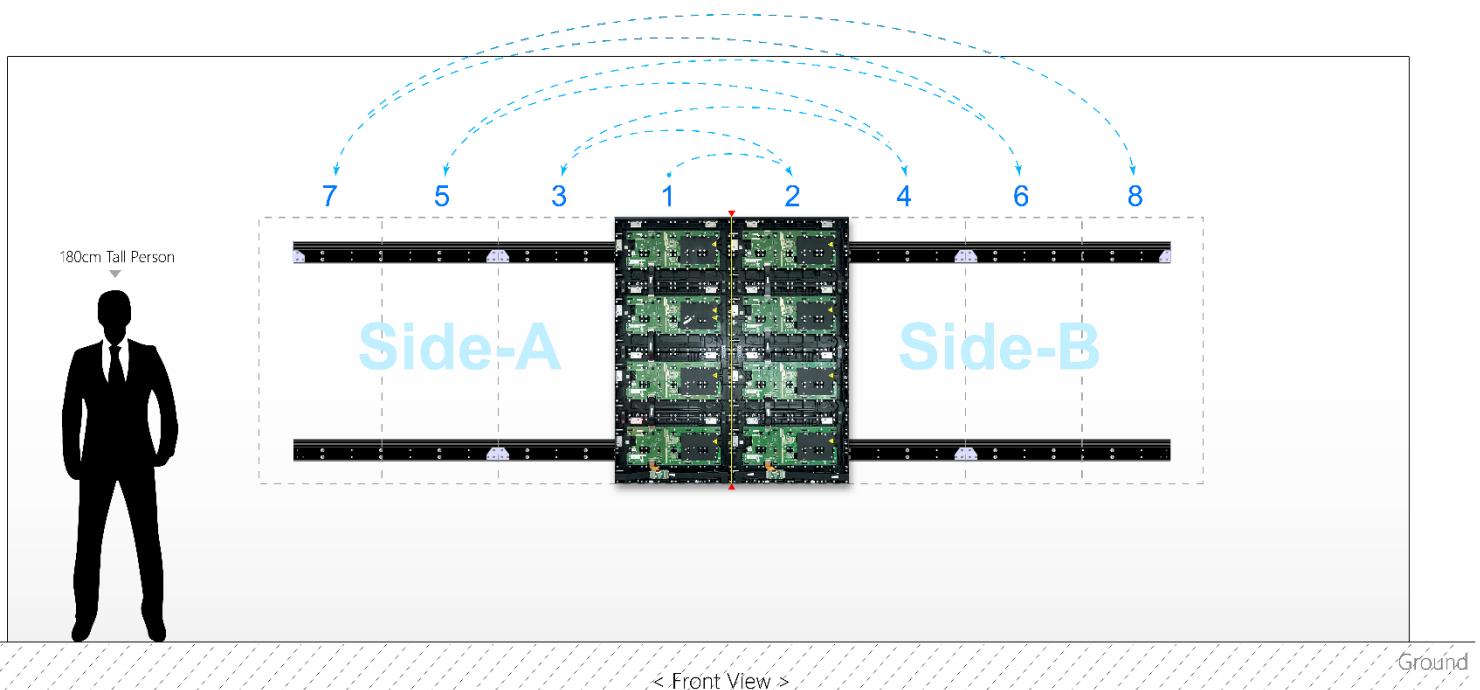 7 5 3 1 2 4 6 8
180cm Tall Person
Side-A Side-B
Ground
< Front View >